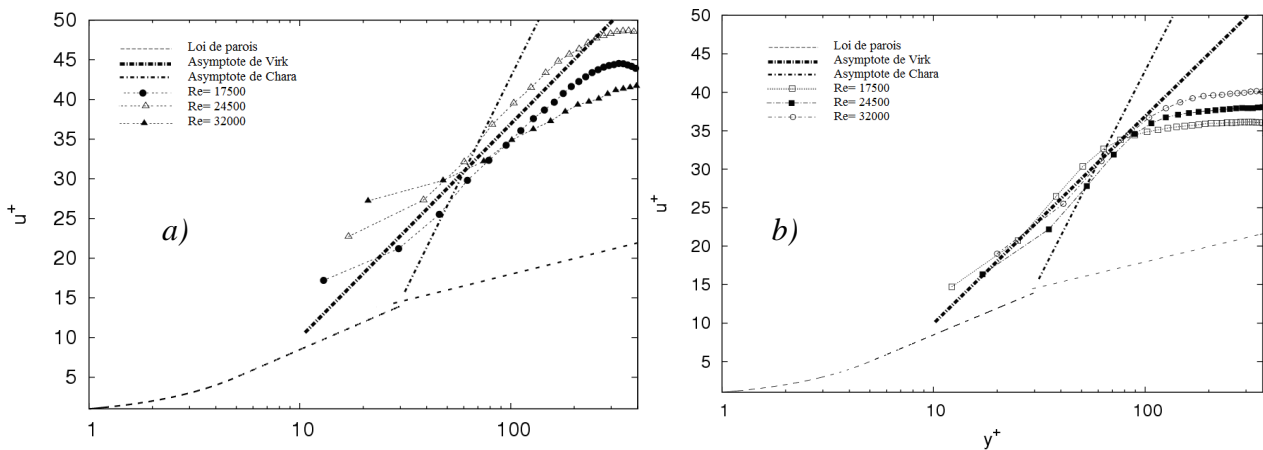 50
45
40
35
30
25
20
15
10
5
u+
Loi de parois
Asymptote de Virk
Asymptote de Chara
Re= 17500
Re= 24500
Re= 32000
a)
1
10
100
50
45
40
35
30
25
20
15
10
5
u+
Loi de parois
Asymptote de Virk
Asymptote de Chara
Re= 17500
Re= 24500
Re= 32000
b)
1
10
100
y+